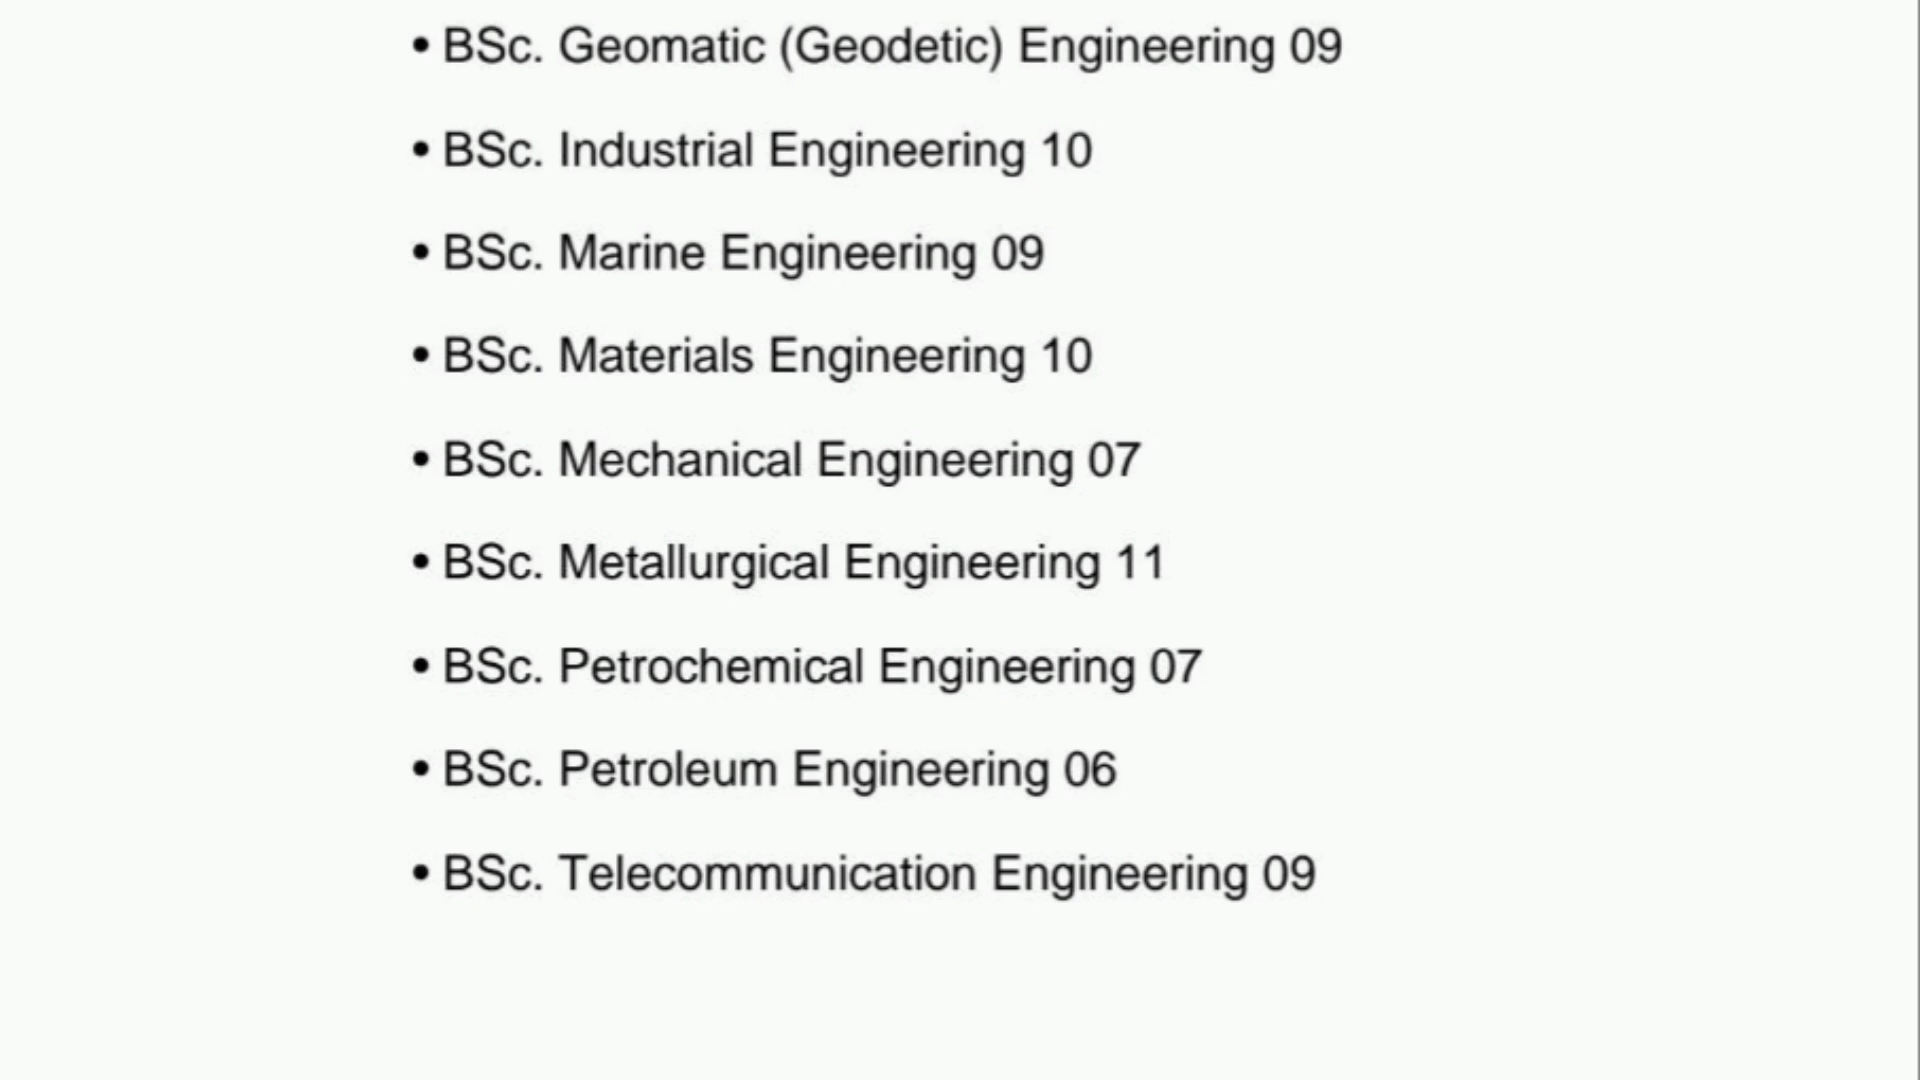 • BSc. Geomatic (Geodetic) Engineering 09
• BSc. Industrial Engineering 10
• BSc. Marine Engineering 09
• BSc. Materials Engineering 10
• BSc. Mechanical Engineering 07
• BSc. Metallurgical Engineering 11
• BSc. Petrochemical Engineering 07
• BSc. Petroleum Engineering 06
• BSc. Telecommunication Engineering 09